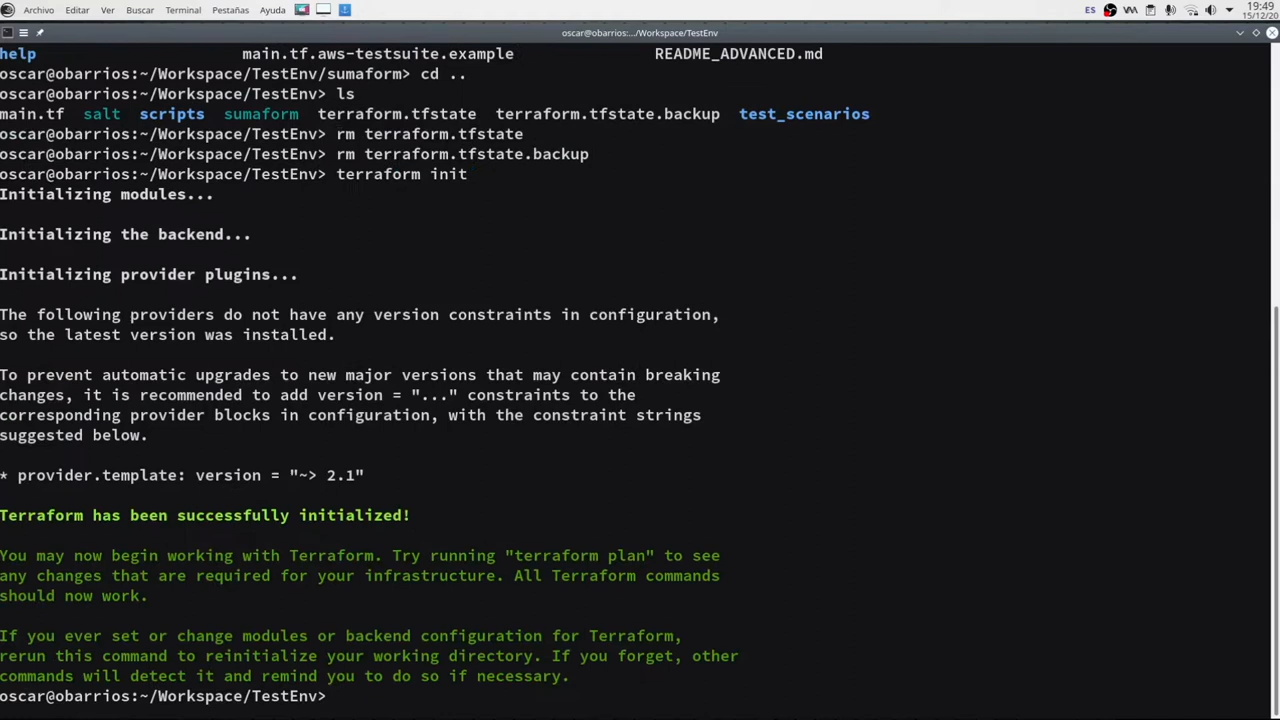 Archivo Editar Ver Buscar Terminal Pestañas Ayuda ES 19:49
15/12/20
oscar@obarrios:.../Workspace/TestEnv
help main.tf.aws-testsuite.example README_ADVANCED.md
oscar@obarrios:~/Workspace/TestEnv/sumaform> cd ..
oscar@obarrios:~/Workspace/TestEnv> ls
main.tf salt scripts sumaform terraform.tfstate terraform.tfstate.backup test_scenarios
oscar@obarrios:~/Workspace/TestEnv> rm terraform.tfstate
oscar@obarrios:~/Workspace/TestEnv> rm terraform.tfstate.backup
oscar@obarrios:~/Workspace/TestEnv> terraform init
Initializing modules...
Initializing the backend...
Initializing provider plugins...
The following providers do not have any version constraints in configuration,
so the latest version was installed.
To prevent automatic upgrades to new major versions that may contain breaking
changes, it is recommended to add version = "..." constraints to the
corresponding provider blocks in configuration, with the constraint strings
suggested below.
* provider.template: version = "~> 2.1"
Terraform has been successfully initialized!
You may now begin working with Terraform. Try running "terraform plan" to see
any changes that are required for your infrastructure. All Terraform commands
should now work.
If you ever set or change modules or backend configuration for Terraform,
rerun this command to reinitialize your working directory. If you forget, other
commands will detect it and remind you to do so if necessary.
oscar@obarrios:~/Workspace/TestEnv>